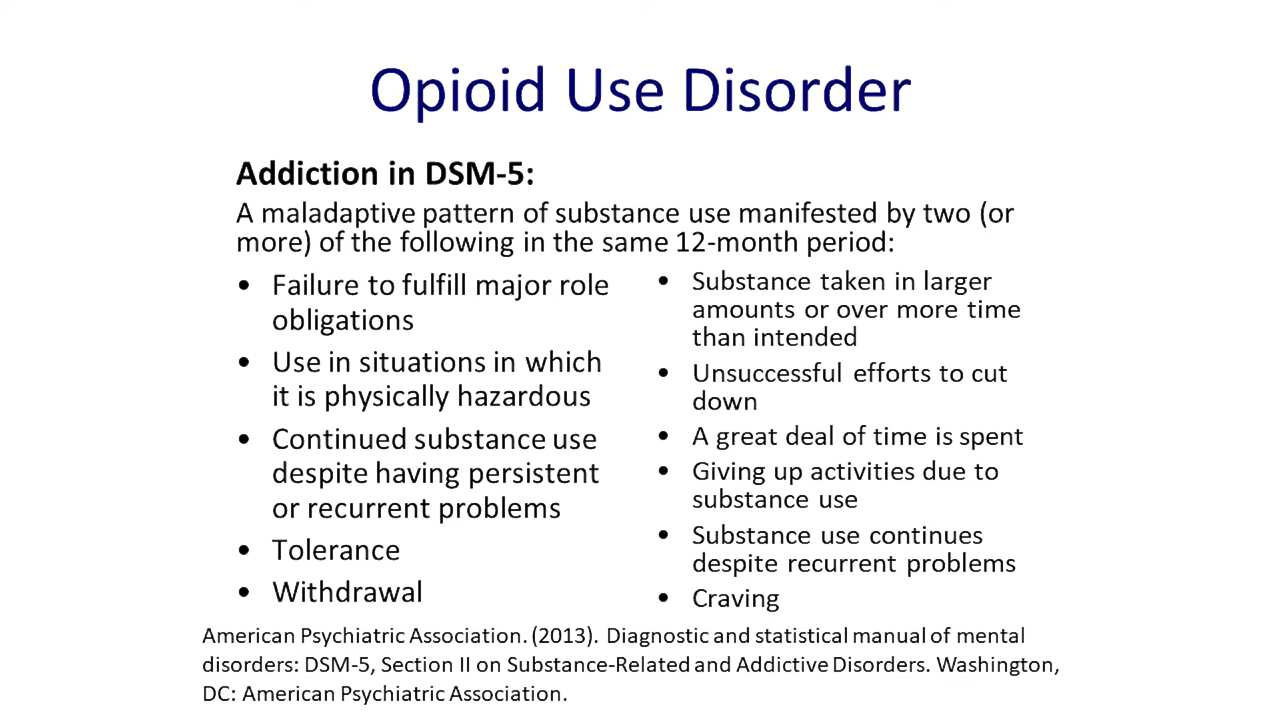 Opioid Use Disorder
Addiction in DSM-5:
A maladaptive pattern of substance use manifested by two (or
more) of the following in the same 12-month period:
• Failure to fulfill major role
obligations
• Use in situations in which
it is physically hazardous
• Continued substance use
despite having persistent
or recurrent problems
• Tolerance
• Withdrawal
• Substance taken in larger
amounts or over more time
than intended
• Unsuccessful efforts to cut
down
• A great deal of time is spent
• Giving up activities due to
substance use
• Substance use continues
despite recurrent problems
• Craving
American Psychiatric Association. (2013). Diagnostic and statistical manual of mental
disorders: DSM-5, Section II on Substance-Related and Addictive Disorders. Washington,
DC: American Psychiatric Association.